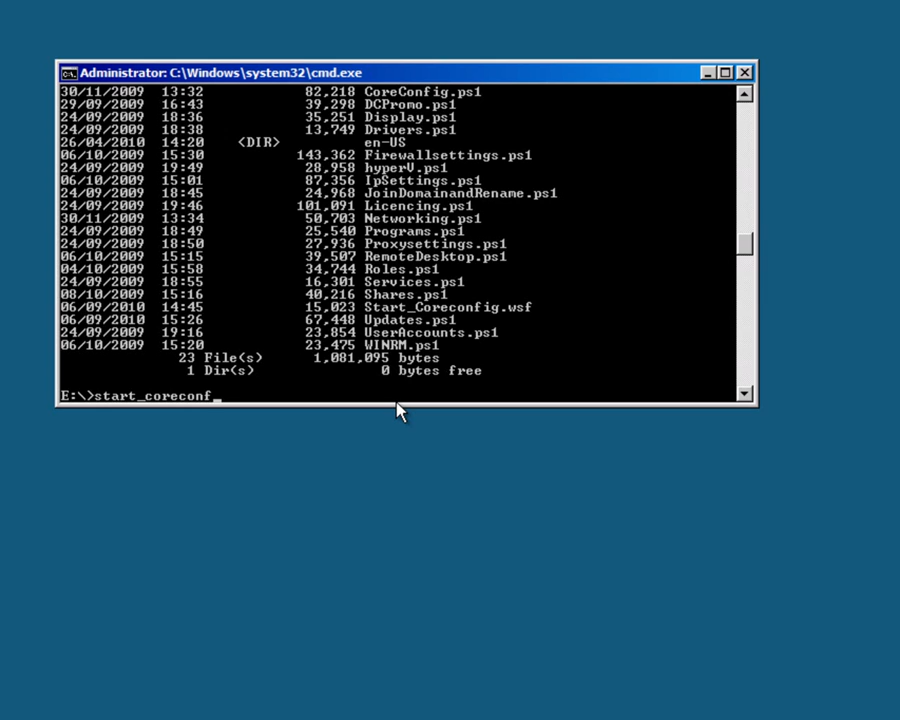 Administrator: C:\Windows\system32\cmd.exe
30/11/2009  13:32            82,218 CoreConfig.ps1
29/09/2009  16:43            39,298 DCPromo.ps1
24/09/2009  18:36            35,251 Display.ps1
24/09/2009  18:38            13,749 Drivers.ps1
26/04/2010  14:20    <DIR>          en-US
06/10/2009  15:30           143,362 Firewallsettings.ps1
24/09/2009  19:49            28,958 hyperV.ps1
06/10/2009  15:01            87,356 IpSettings.ps1
24/09/2009  18:45            24,968 JoinDomainandRename.ps1
24/09/2009  19:46           101,091 Licencing.ps1
30/11/2009  13:34            50,703 Networking.ps1
24/09/2009  18:49            25,540 Programs.ps1
24/09/2009  18:50            27,936 Proxysettings.ps1
06/10/2009  15:15            39,507 RemoteDesktop.ps1
04/10/2009  15:58            34,744 Roles.ps1
24/09/2009  18:55            16,301 Services.ps1
08/10/2009  15:16            40,216 Shares.ps1
06/09/2010  14:45            15,023 Start_Coreconfig.wsf
06/09/2010  15:26            67,448 Updates.ps1
24/09/2009  19:16            23,854 UserAccounts.ps1
06/10/2009  15:20            23,475 WINRM.ps1
23 File(s)      1,081,095 bytes
1 Dir(s)               0 bytes free
E:\>start_coreconf_